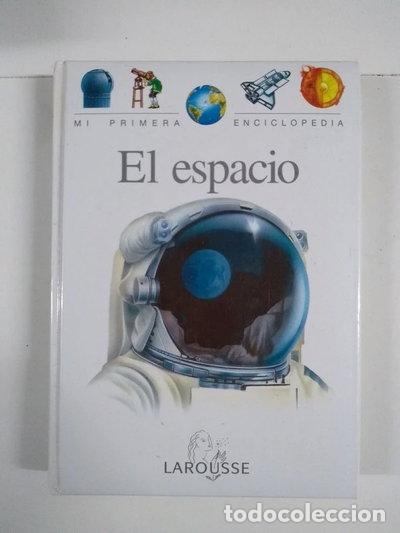 MI PRIMERA ENCICLOPEDIA
El espacio
LAROUSSE
todocoleccion